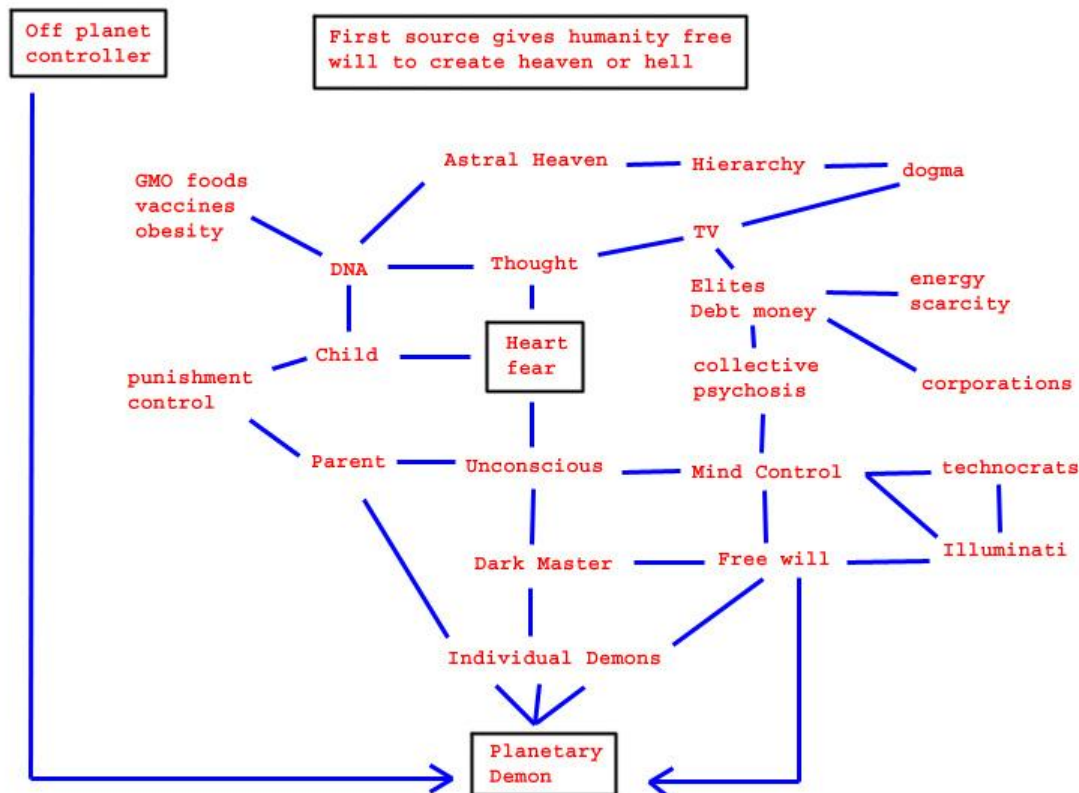 Off planet
controller
First source gives humanity free
will to create heaven or hell
Astral Heaven
Hierarchy
dogma
GMO foods
vaccines
obesity
TV
DNA
Thought
Elites
Debt money
energy
scarcity
Child
Heart
fear
collective
psychosis
corporations
punishment
control
Parent
Unconscious
Mind Control
technocrats
Dark Master
Free will
Illuminati
Individual Demons
Planetary
Demon